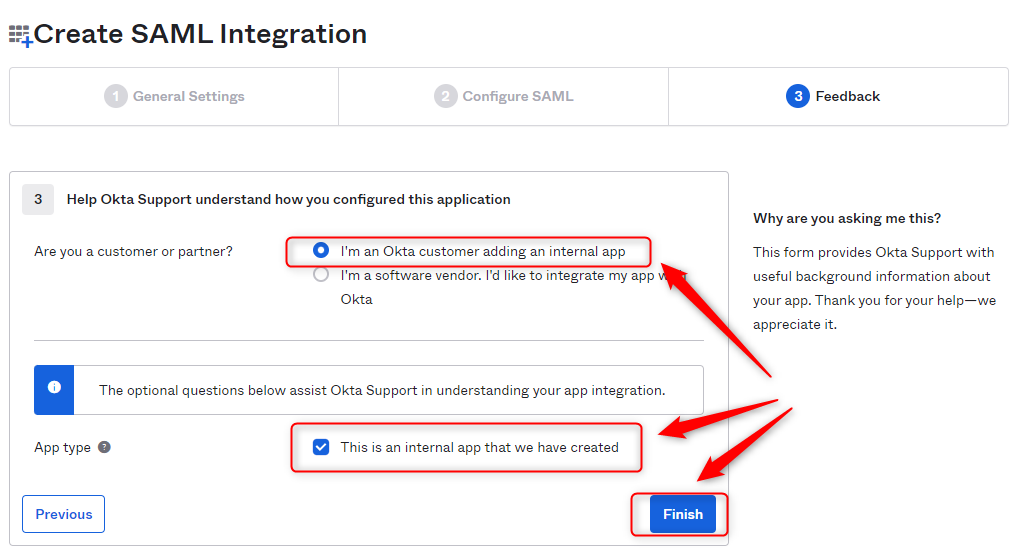 Create SAML Integration
1 General Settings
2 Configure SAML
3 Feedback
3 Help Okta Support understand how you configured this application
Are you a customer or partner?
I'm an Okta customer adding an internal app
I'm a software vendor. I'd like to integrate my app
Okta
The optional questions below assist Okta Support in understanding your app integration.
App type ?
This is an internal app that we have created
Previous
Finish
Why are you asking me this?
This form provides Okta Support with
useful background information about
your app. Thank you for your help—we
appreciate it.